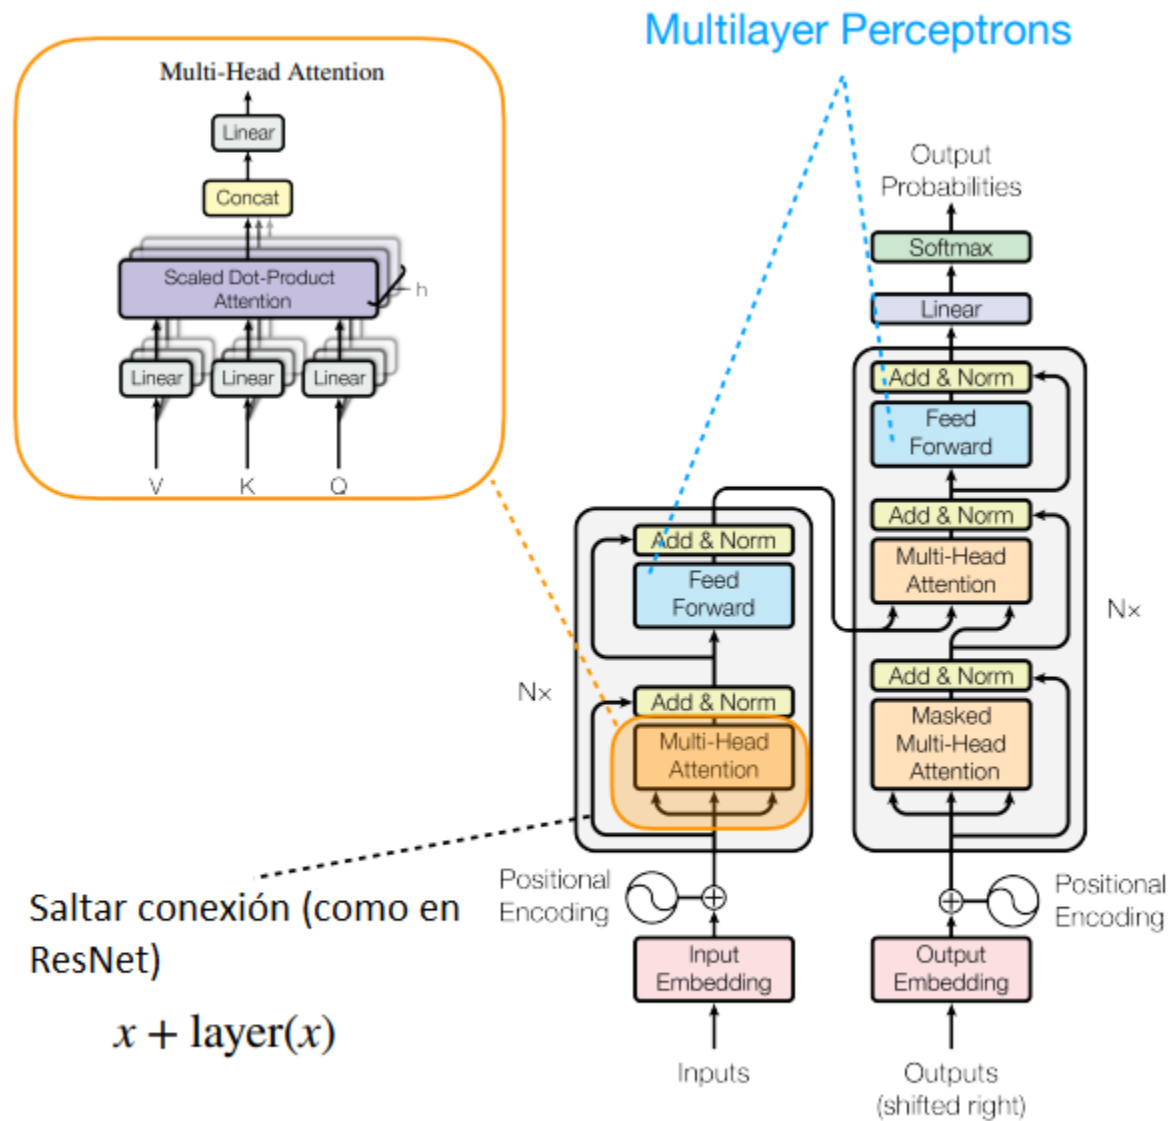 Multilayer Perceptrons
Multi-Head Attention
Linear
Concat
Scaled Dot-Product
Attention
h
Linear
Linear
Linear
V
K
Q
Output
Probabilities
Softmax
Linear
Add & Norm
Feed
Forward
Add & Norm
Multi-Head
Attention
Nx
Add & Norm
Masked
Multi-Head
Attention
Add & Norm
Feed
Forward
Nx
Add & Norm
Multi-Head
Attention
Positional
Encoding
Positional
Encoding
Input
Embedding
Output
Embedding
Inputs
Outputs
(shifted right)
Saltar conexión (como en
ResNet)
x + layer(x)